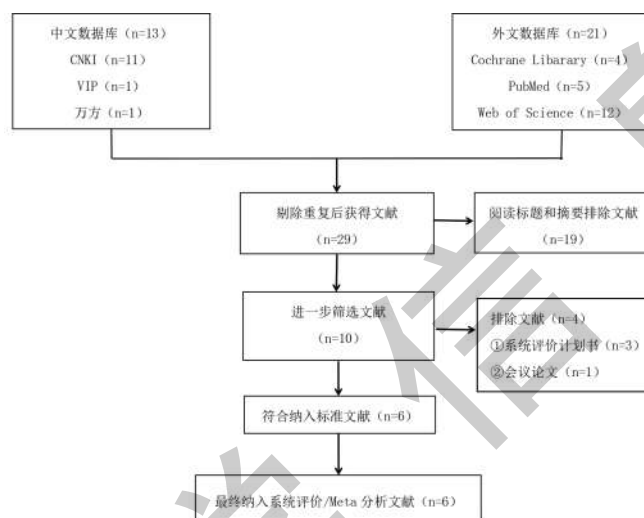 中文数据库（n=13）
CNKI（n=11）
VIP（n=1）
万方（n=1）
外文数据库（n=21）
Cochrane Libarary（n=4）
PubMed（n=5）
Web of Science（n=12）
剔除重复后获得文献
（n=29）
阅读标题和摘要排除文献
（n=19）
进一步筛选文献
（n=10）
排除文献（n=4）
①系统评价计划书（n=3）
②会议论文（n=1）
符合纳入标准文献（n=6）
最终纳入系统评价/Meta 分析文献（n=6）
信